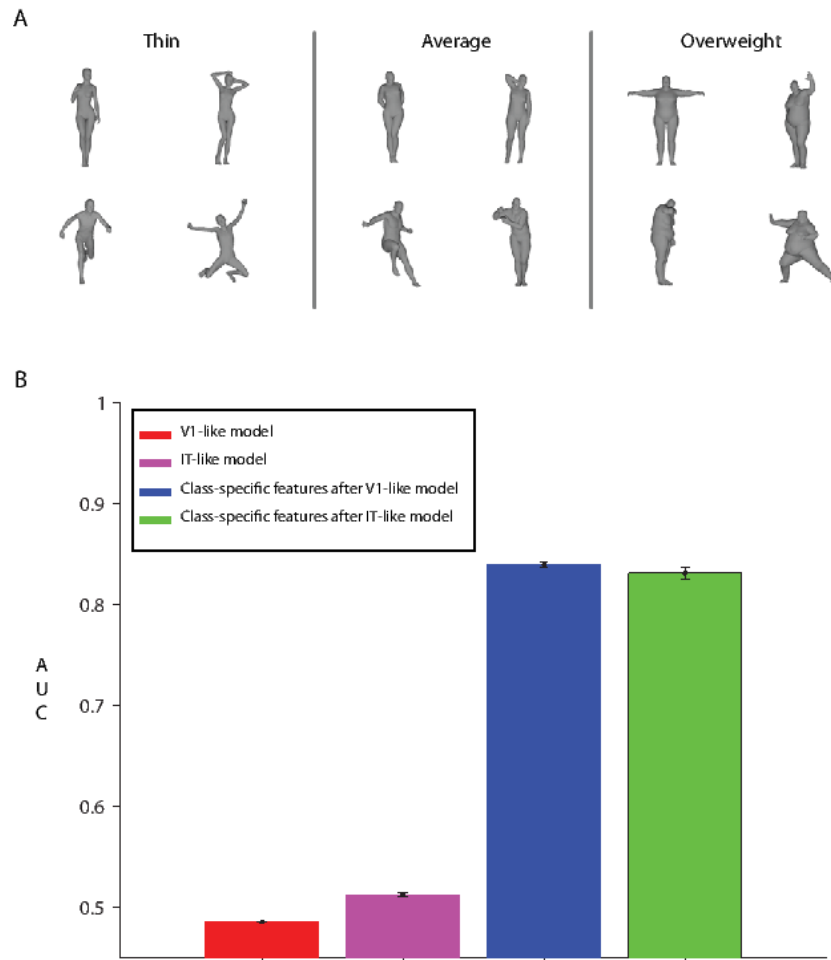 A
Thin Average Overweight
B
1
V1-like model
IT-like model
Class-specific features after V1-like model
Class-specific features after IT-like model
0.9
0.8
A
U
C
0.7
0.6
0.5